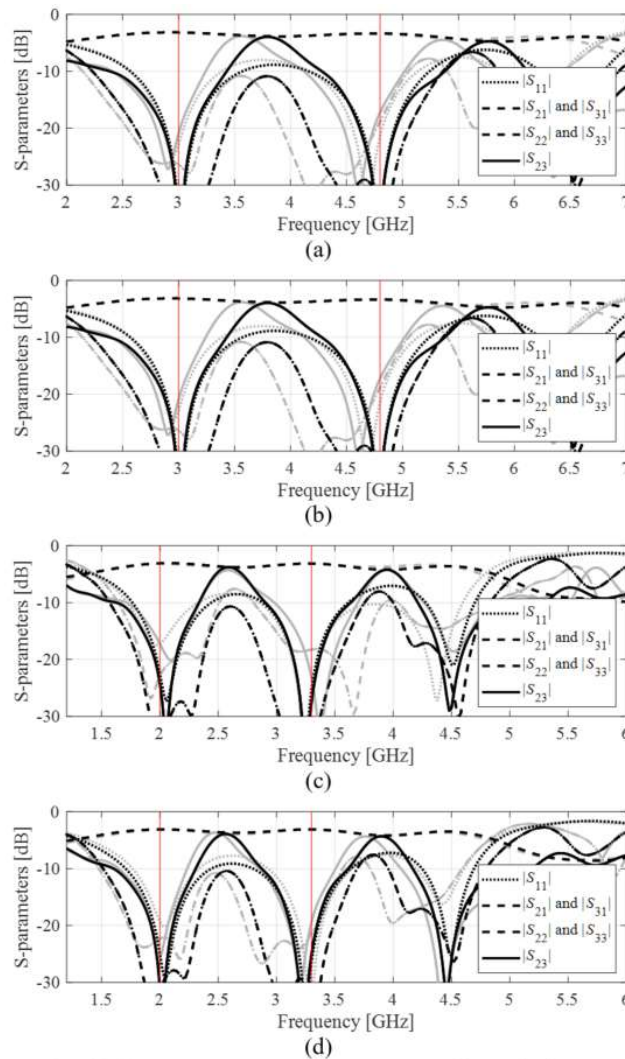 0
-10
-20
-30
S-parameters [dB]
|S11|
|S21| and |S31|
|S22| and |S33|
|S23|
2 2.5 3 3.5 4 4.5 5 5.5 6 6.5 7
Frequency [GHz]
(a)
0
-10
-20
-30
S-parameters [dB]
|S11|
|S21| and |S31|
|S22| and |S33|
|S23|
2 2.5 3 3.5 4 4.5 5 5.5 6 6.5 7
Frequency [GHz]
(b)
0
-10
-20
-30
S-parameters [dB]
|S11|
|S21| and |S31|
|S22| and |S33|
|S23|
1.5 2 2.5 3 3.5 4 4.5 5 5.5 6
Frequency [GHz]
(c)
0
-10
-20
-30
S-parameters [dB]
|S11|
|S21| and |S31|
|S22| and |S33|
|S23|
1.5 2 2.5 3 3.5 4 4.5 5 5.5 6
Frequency [GHz]
(d)